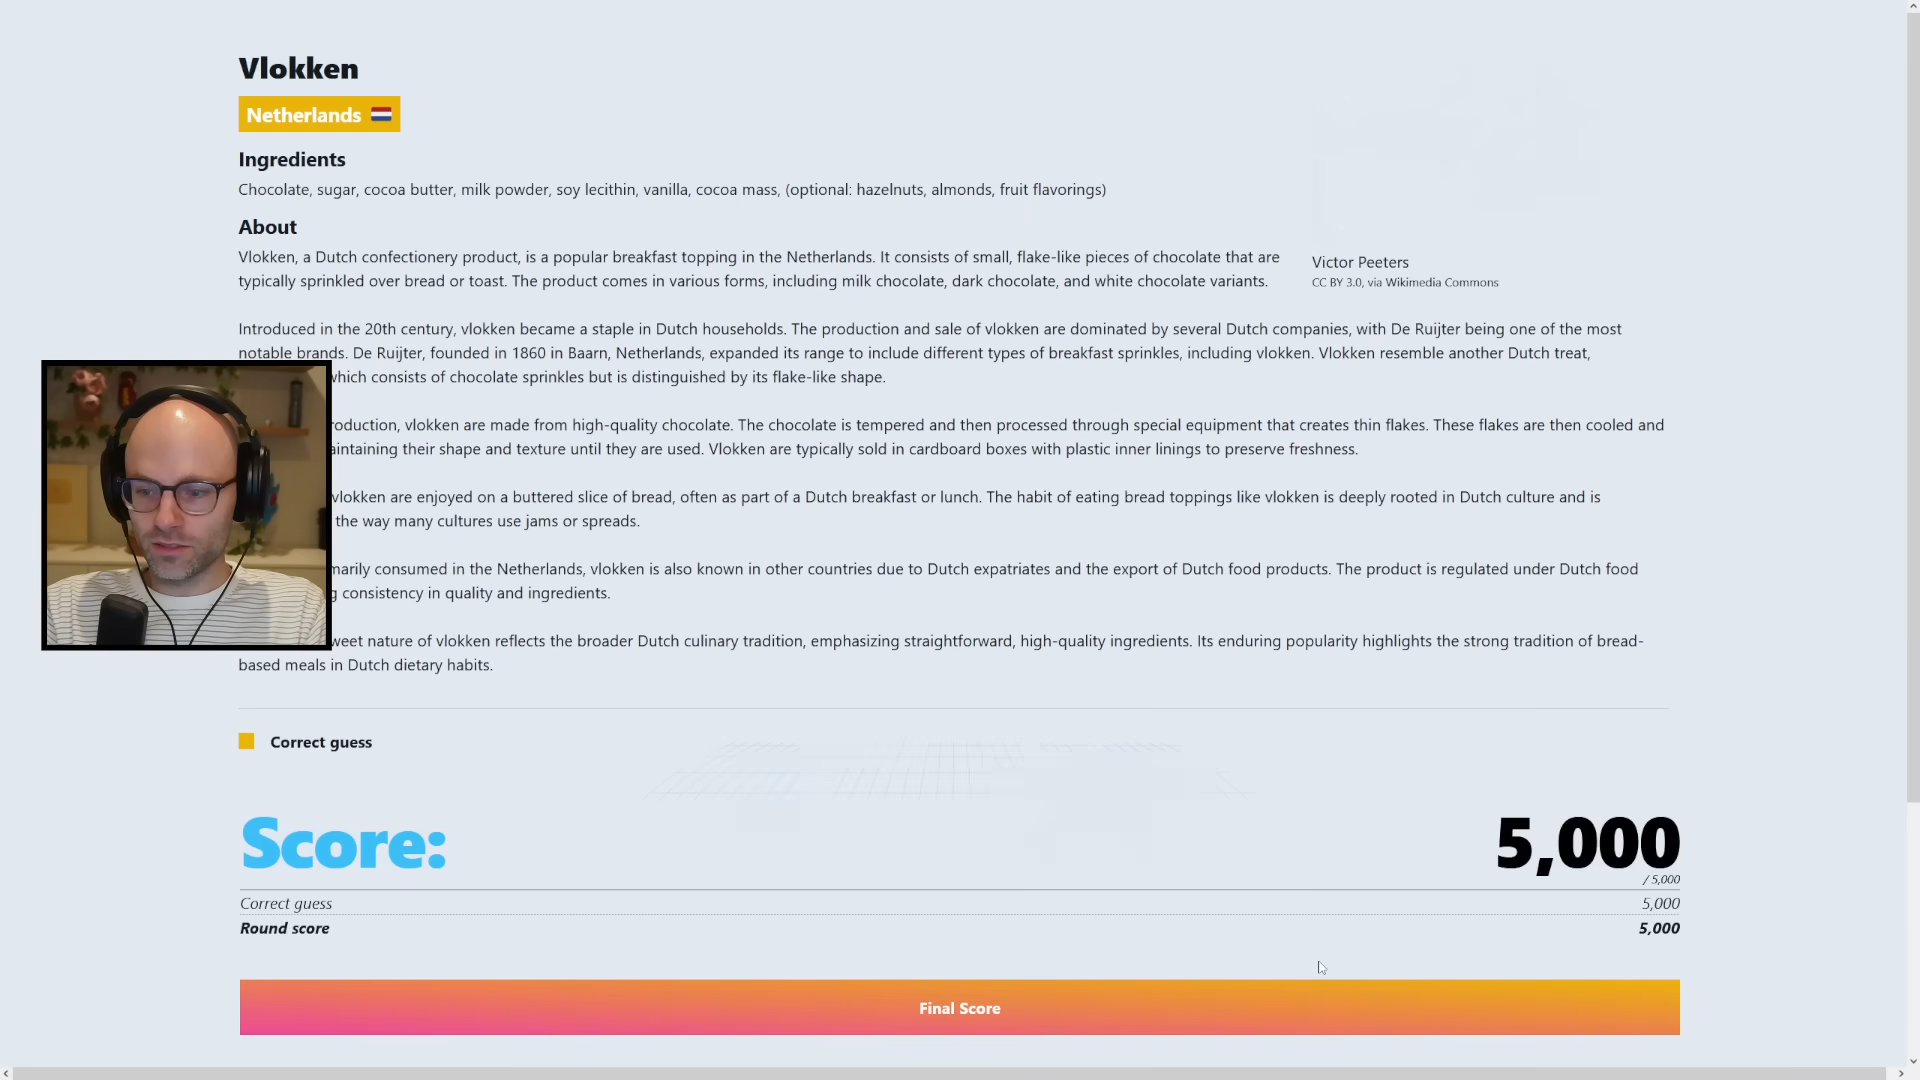 Vlokken
Netherlands
Ingredients
Chocolate, sugar, cocoa butter, milk powder, soy lecithin, vanilla, cocoa mass, (optional: hazelnuts, almonds, fruit flavorings)
About
Vlokken, a Dutch confectionery product, is a popular breakfast topping in the Netherlands. It consists of small, flake-like pieces of chocolate that are
typically sprinkled over bread or toast. The product comes in various forms, including milk chocolate, dark chocolate, and white chocolate variants.
Victor Peeters
CC BY 3.0, via Wikimedia Commons
Introduced in the 20th century, vlokken became a staple in Dutch households. The production and sale of vlokken are dominated by several Dutch companies, with De Ruijter being one of the most
notable brands. De Ruijter, founded in 1860 in Baarn, Netherlands, expanded its range to include different types of breakfast sprinkles, including vlokken. Vlokken resemble another Dutch treat,
which consists of chocolate sprinkles but is distinguished by its flake-like shape.
roduction, vlokken are made from high-quality chocolate. The chocolate is tempered and then processed through special equipment that creates thin flakes. These flakes are then cooled and
intaining their shape and texture until they are used. Vlokken are typically sold in cardboard boxes with plastic inner linings to preserve freshness.
vlokken are enjoyed on a buttered slice of bread, often as part of a Dutch breakfast or lunch. The habit of eating bread toppings like vlokken is deeply rooted in Dutch culture and is
the way many cultures use jams or spreads.
marily consumed in the Netherlands, vlokken is also known in other countries due to Dutch expatriates and the export of Dutch food products. The product is regulated under Dutch food
g consistency in quality and ingredients.
weet nature of vlokken reflects the broader Dutch culinary tradition, emphasizing straightforward, high-quality ingredients. Its enduring popularity highlights the strong tradition of bread-
based meals in Dutch dietary habits.
Correct guess
Score:
5,000
/ 5,000
Correct guess
5,000
Round score
5,000
Final Score